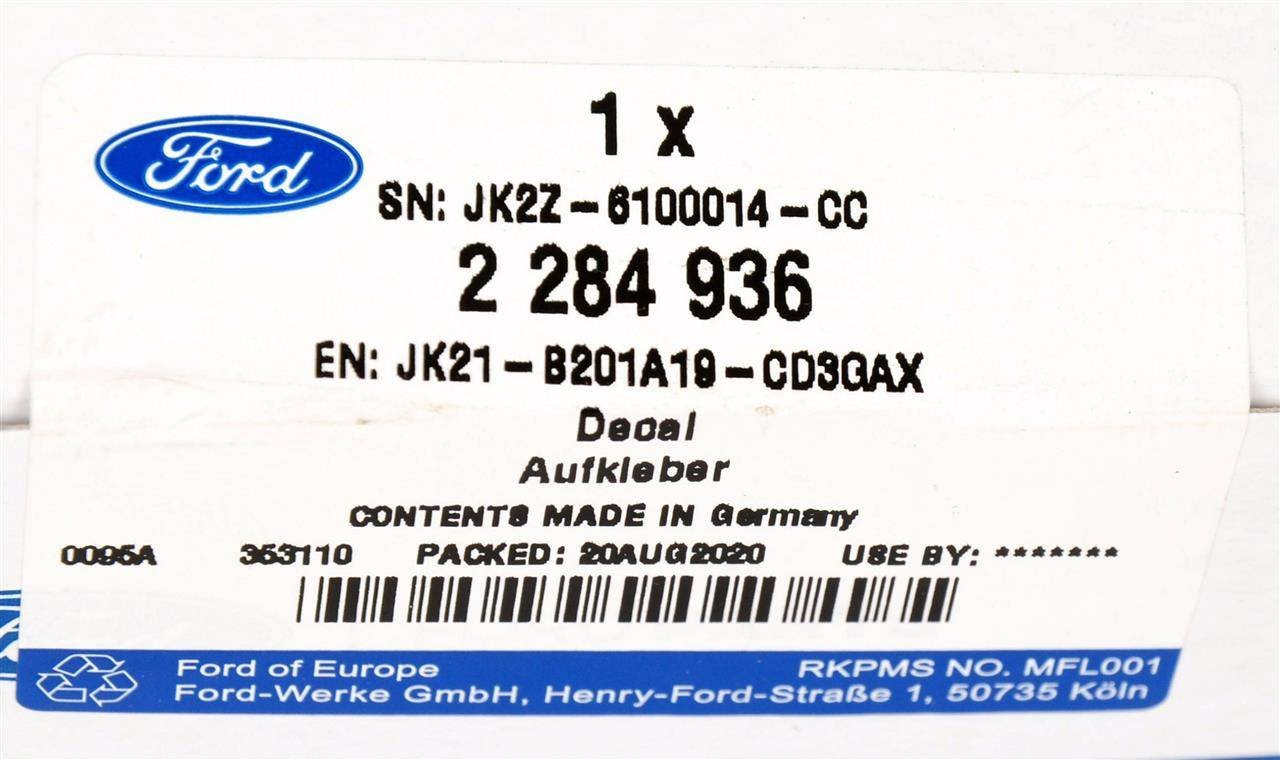 Ford
1 x
SN: JK2Z-6100014-CC
2 284 936
EN: JK21-B201A19-CD3GAX
Decal
Aufkleber
CONTENTS MADE IN Germany
0095A 353110 PACKED: 20AUG2020 USE BY: *******
Ford of Europe RKPMS NO. MFL001
Ford-Werke GmbH, Henry-Ford-Straße 1, 50735 Köln